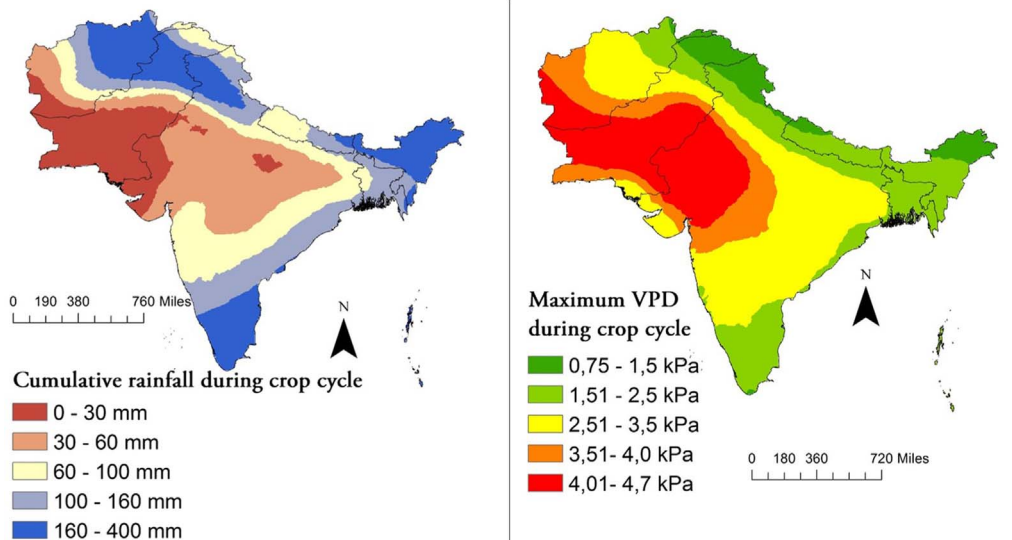 0 190 380 760 Miles
N
Cumulative rainfall during crop cycle
0 - 30 mm
30 - 60 mm
60 - 100 mm
100 - 160 mm
160 - 400 mm
N
Maximum VPD
during crop cycle
0,75 - 1,5 kPa
1,51 - 2,5 kPa
2,51 - 3,5 kPa
3,51- 4,0 kPa
4,01- 4,7 kPa
0 180 360 720 Miles